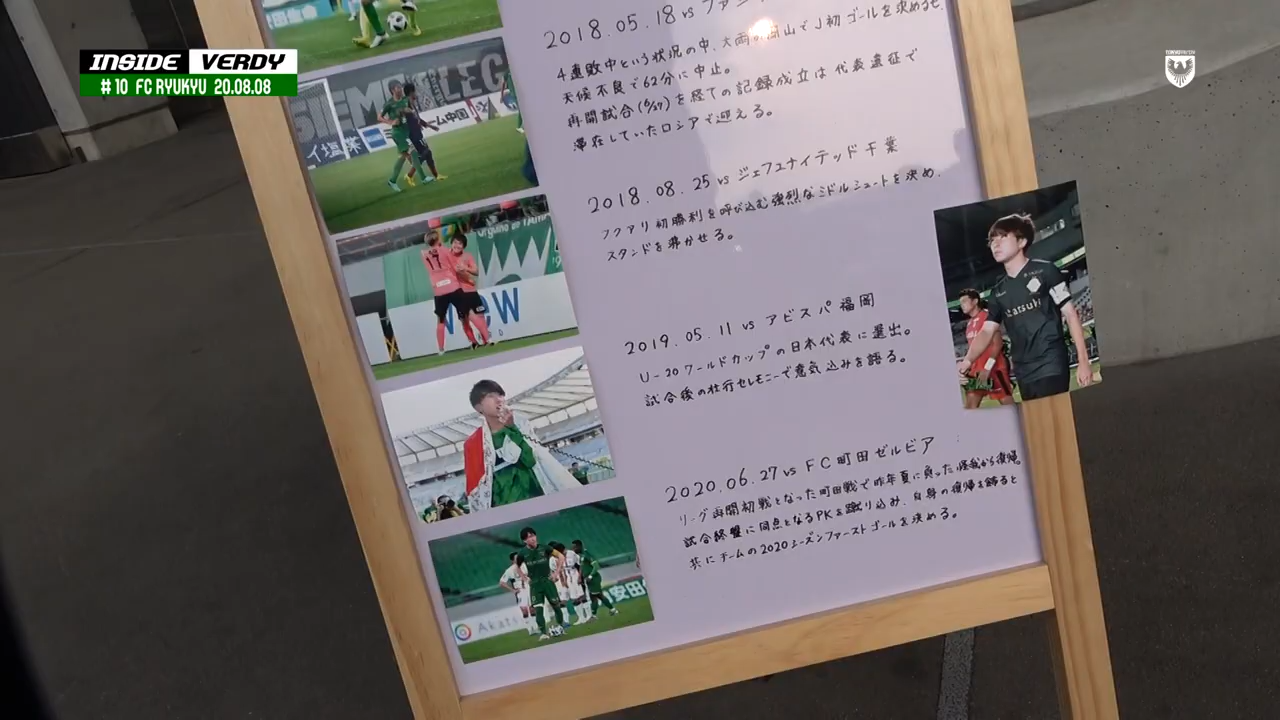 INSIDE VERDY
#10 FC RYUKYU 20.08.08
2018.05.18 vs ファジ
4連敗中という状況の中、大雨の岡山でJ初ゴールを決めるも、
天候不良で62分に中止。
再開試合を経ての記録成立は代表遠征で
滞在していたロシアで迎える。
2018.08.25 vs ジェフユナイテッド千葉
フクアリ初勝利を呼び込む強烈なミドルシュートを決め、
スタンドを沸かせる。
2019.05.11 vs アビスパ福岡
U-20ワールドカップの日本代表に選出。
試合後の壮行セレモニーで意気込みを語る。
2020.06.27 vs FC町田ゼルビア
リーグ再開初戦となった町田戦で昨年夏に負った怪我から復帰。
試合終盤に同点となるPKを蹴り込み、自身の復帰を飾ると
共にチームの2020シーズンファーストゴールを決める。
イ塩業
17
Akats
安田